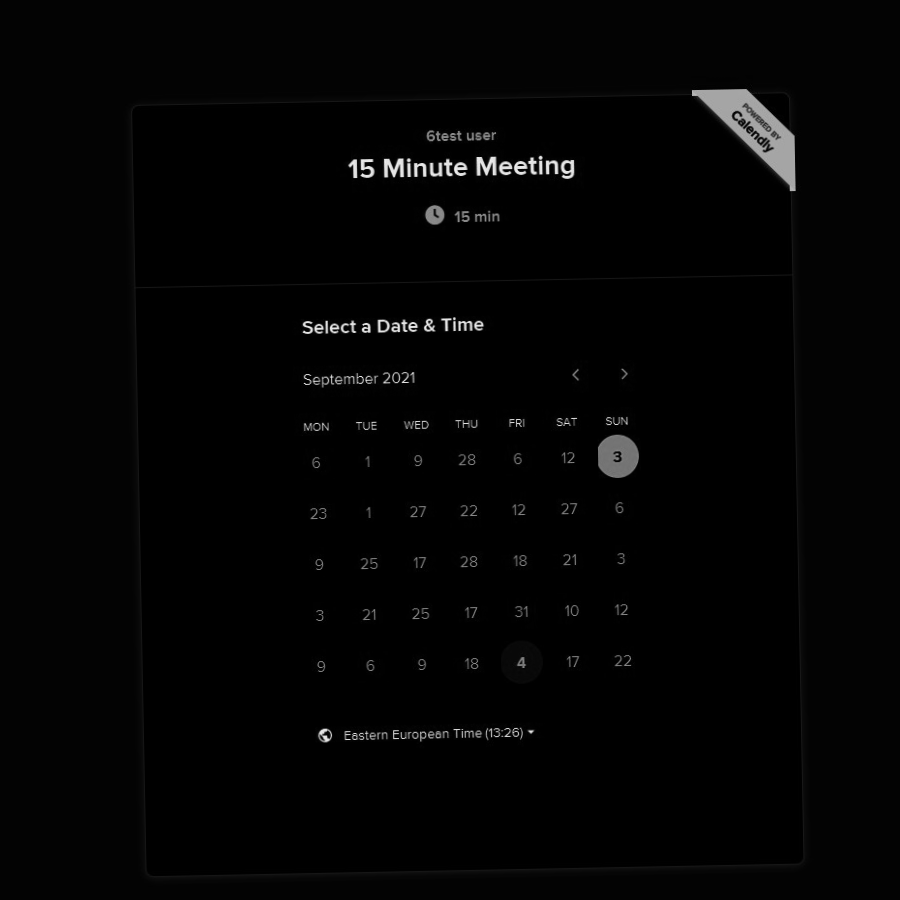 POWERED BY
Calendly
6test user
15 Minute Meeting
15 min
Select a Date & Time
September 2021
MON TUE WED THU FRI SAT SUN
6 1 9 28 6 12 3
23 1 27 22 12 27 6
9 25 17 28 18 21 3
3 21 25 17 31 10 12
9 6 9 18 4 17 22
Eastern European Time (13:26)